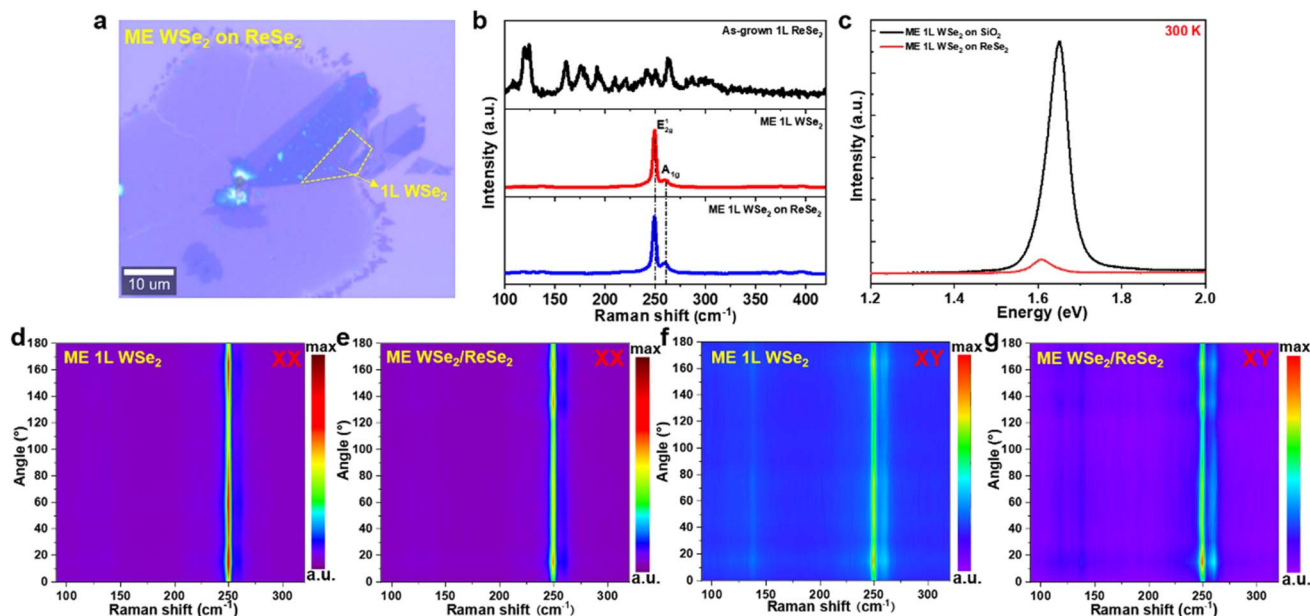 a
ME WSe₂ on ReSe₂
1L WSe₂
10 um
b
As-grown 1L ReSe₂
E¹₂g
ME 1L WSe₂
A₁g
ME 1L WSe₂ on ReSe₂
Intensity (a.u.)
100 150 200 250 300 350 400
Raman shift (cm⁻¹)
c
ME 1L WSe₂ on SiO₂
ME 1L WSe₂ on ReSe₂
300 K
Intensity (a.u.)
1.2 1.4 1.6 1.8 2.0
Energy (eV)
d
ME 1L WSe₂
XX
max
a.u.
Angle (°)
180
160
140
120
100
80
60
40
20
0
100 150 200 250 300
Raman shift (cm⁻¹)
e
ME WSe₂/ReSe₂
XX
max
a.u.
Angle (°)
180
160
140
120
100
80
60
40
20
0
100 150 200 250 300
Raman shift (cm⁻¹)
f
ME 1L WSe₂
XY
max
a.u.
Angle (°)
180
160
140
120
100
80
60
40
20
0
100 150 200 250 300
Raman shift (cm⁻¹)
g
ME WSe₂/ReSe₂
XY
max
a.u.
Angle (°)
180
160
140
120
100
80
60
40
20
0
100 150 200 250 300
Raman shift (cm⁻¹)